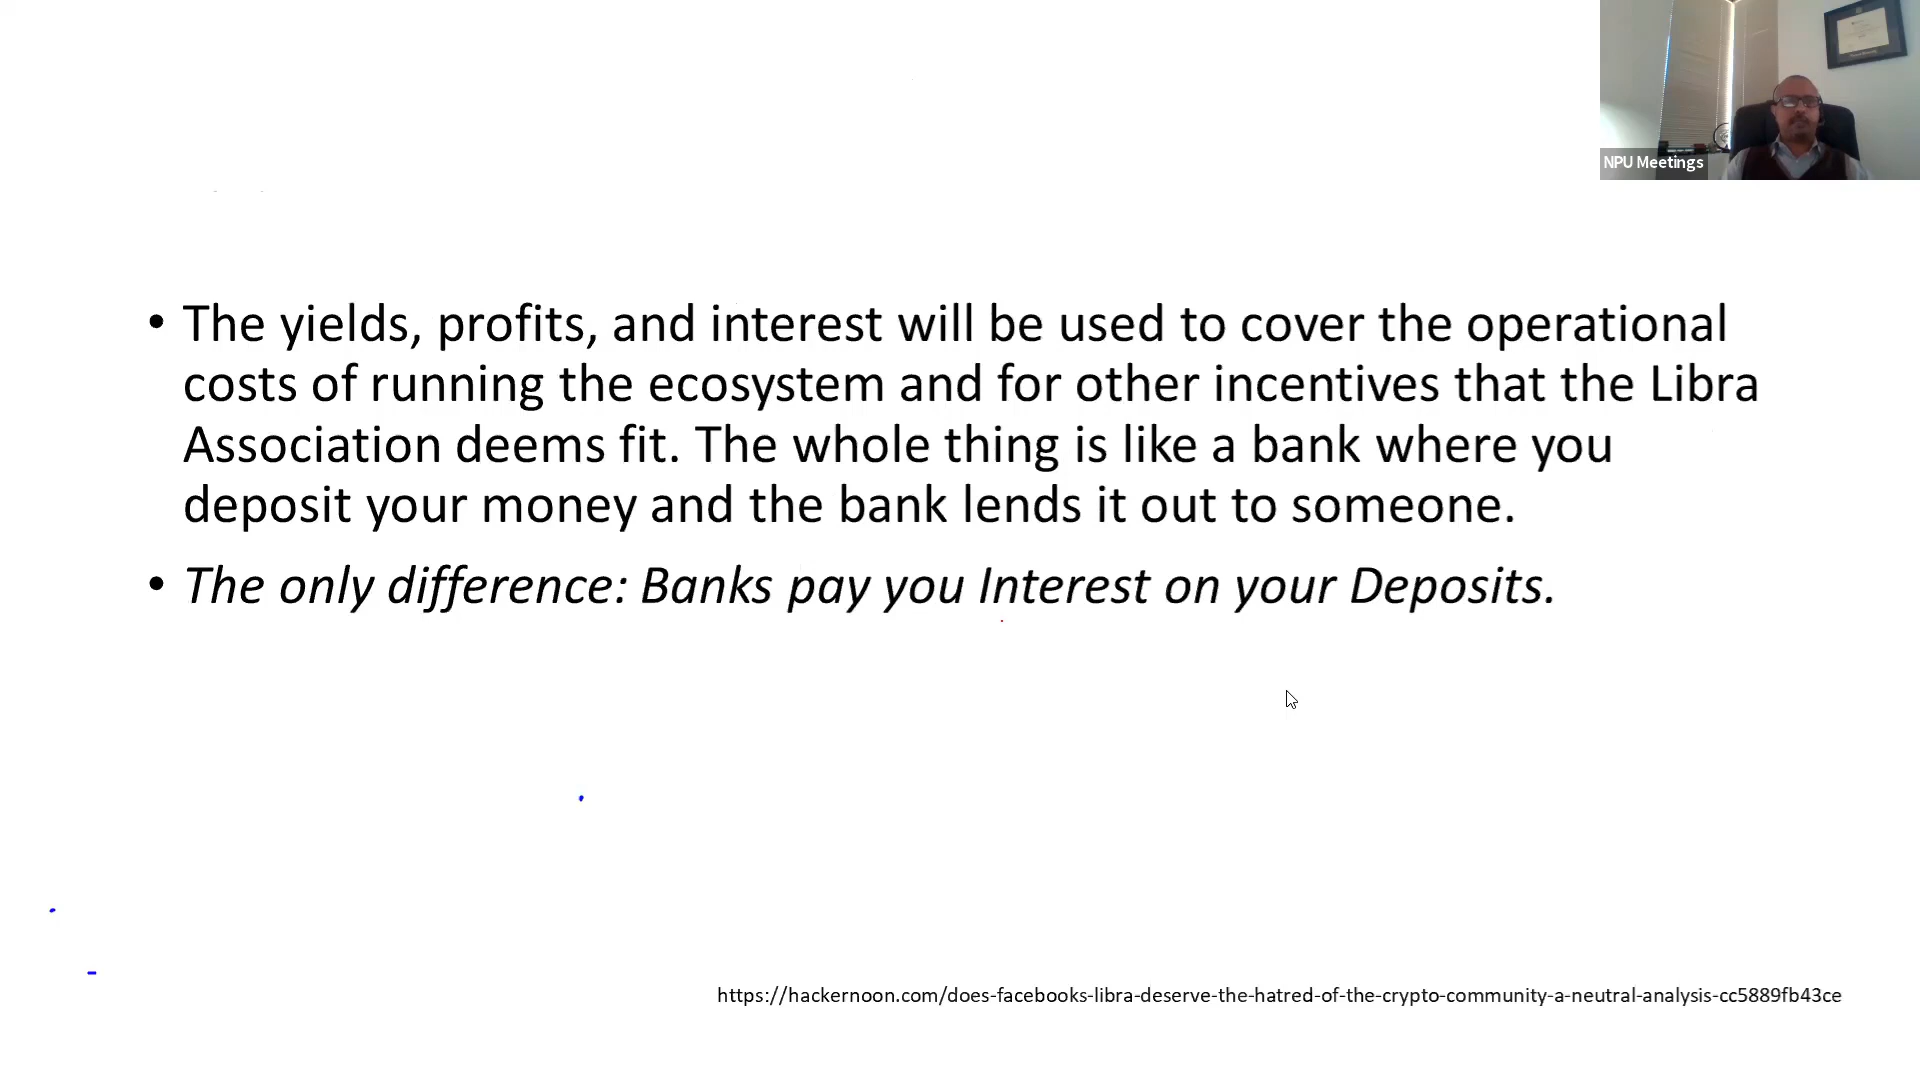 NPU Meetings
• The yields, profits, and interest will be used to cover the operational
costs of running the ecosystem and for other incentives that the Libra
Association deems fit. The whole thing is like a bank where you
deposit your money and the bank lends it out to someone.
• The only difference: Banks pay you Interest on your Deposits.
https://hackernoon.com/does-facebooks-libra-deserve-the-hatred-of-the-crypto-community-a-neutral-analysis-cc5889fb43ce